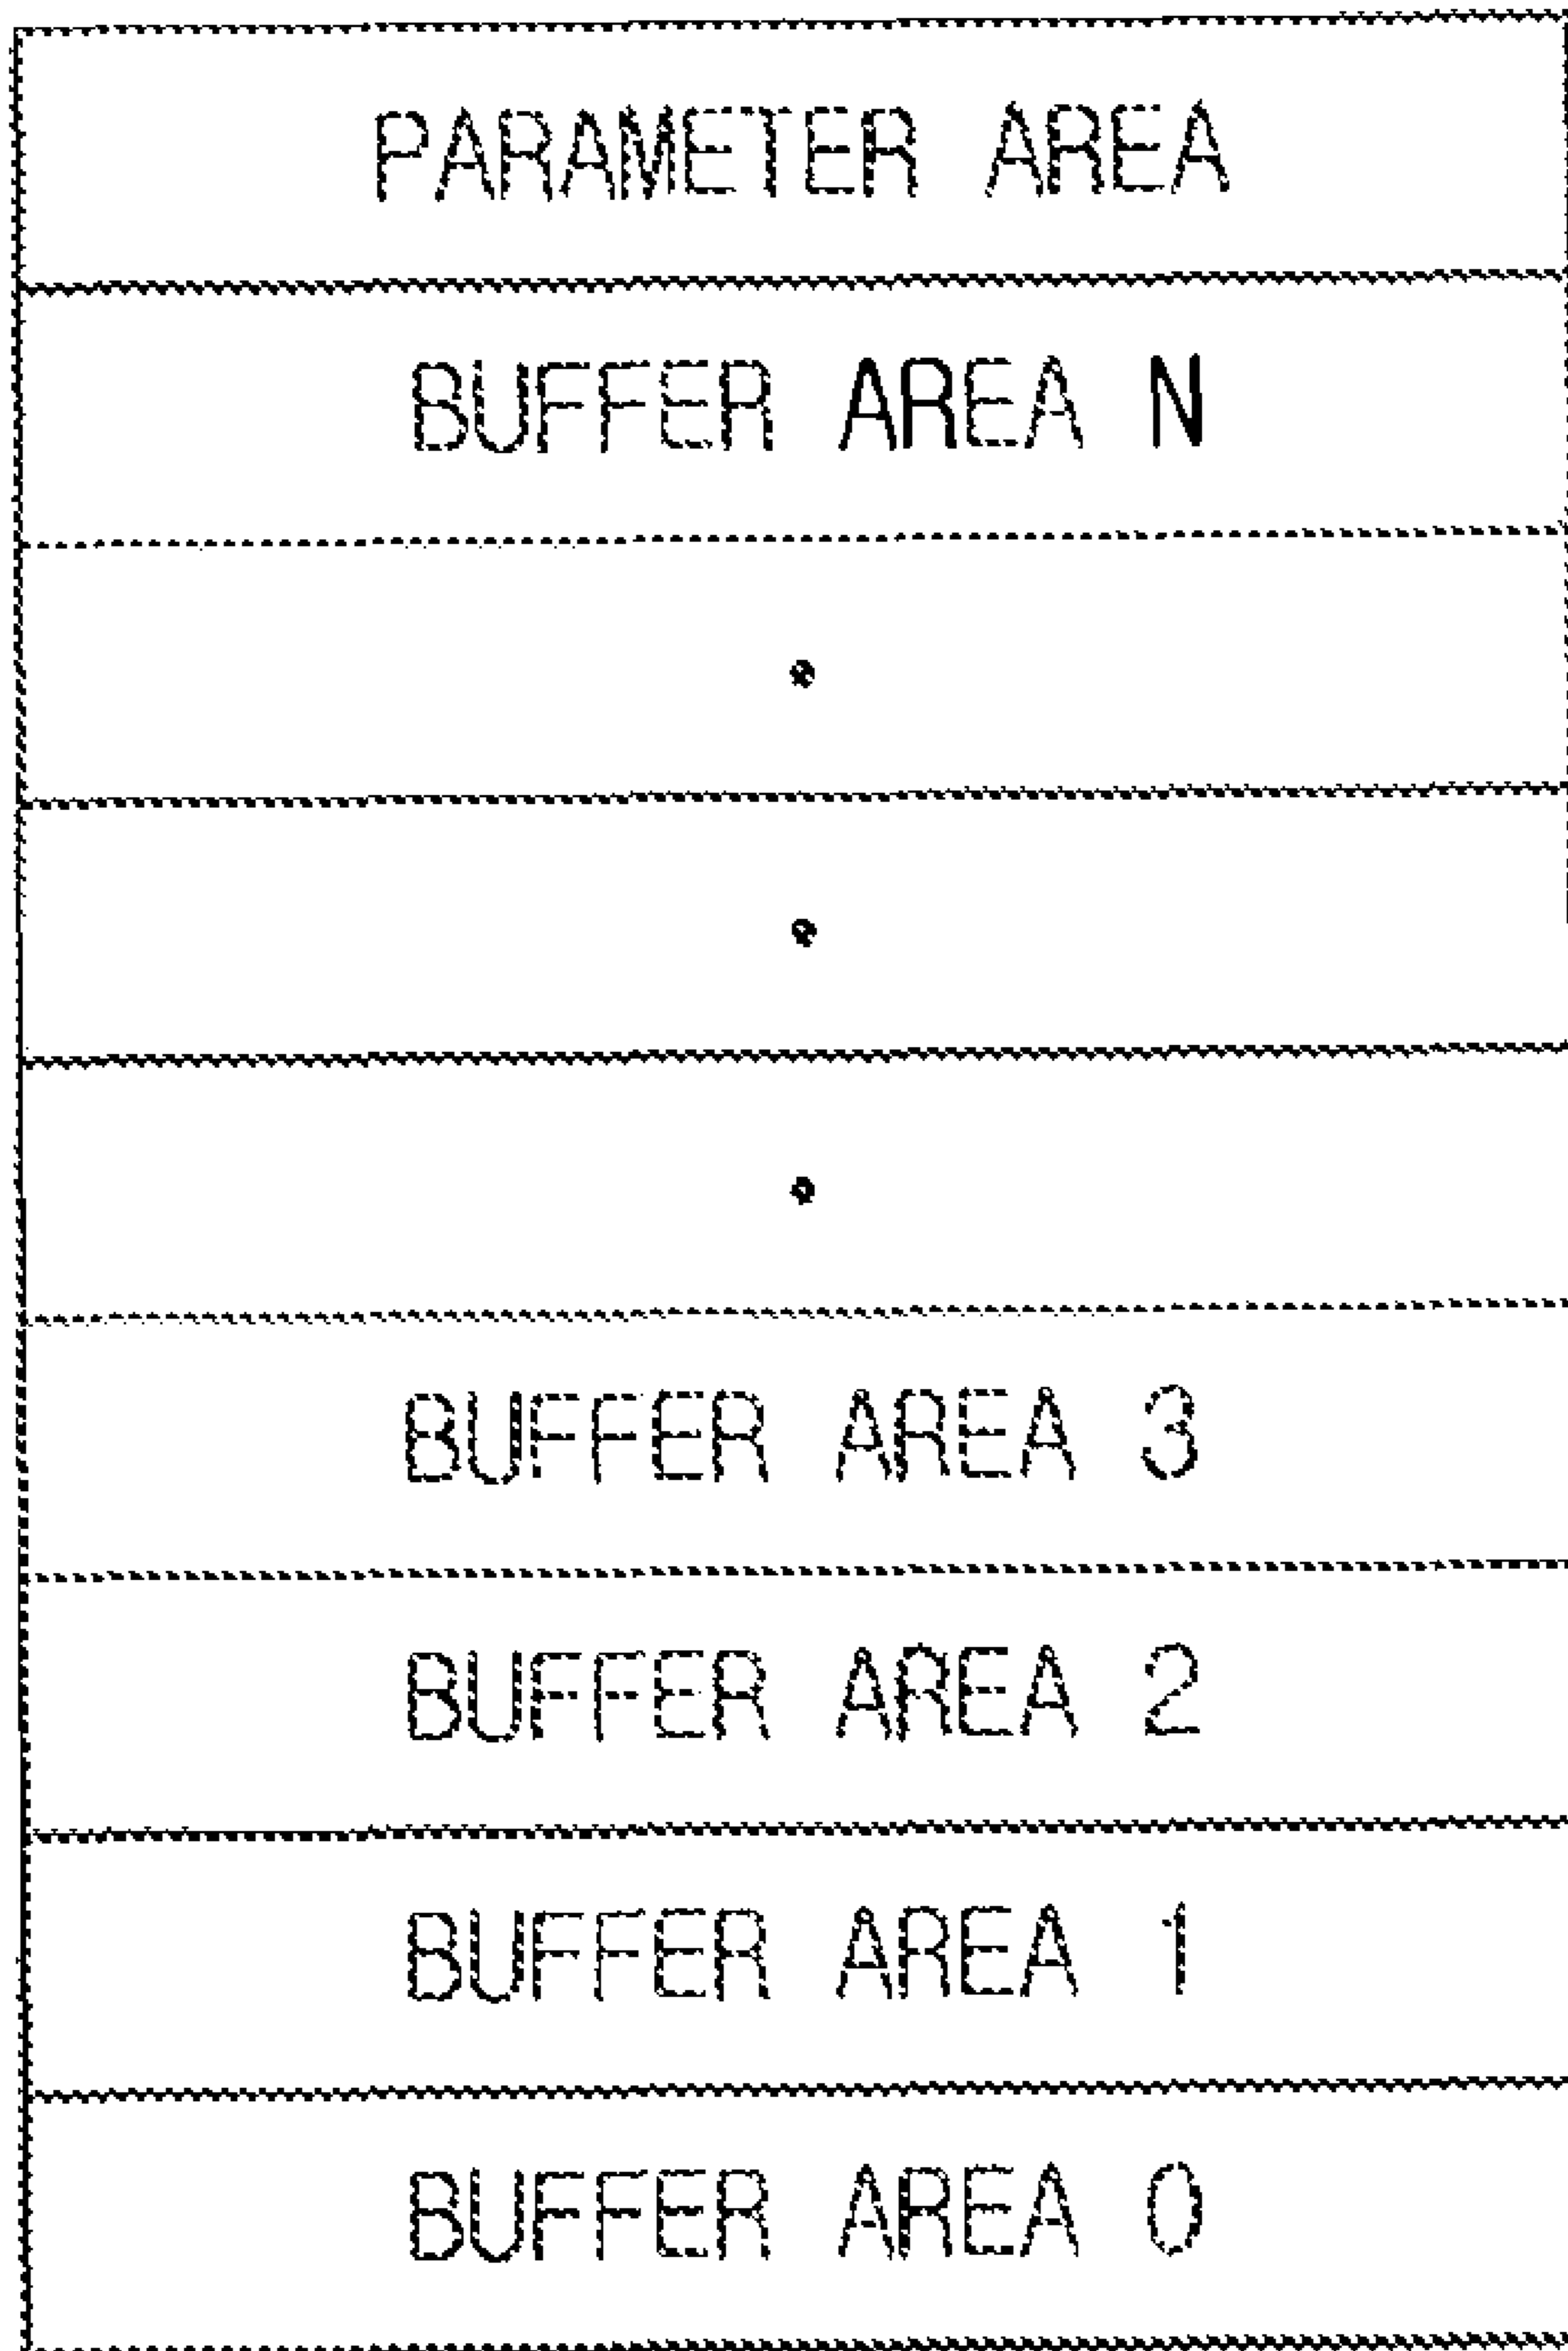 PARAMETER AREA
BUFFER AREA N
•
•
•
BUFFER AREA 3
BUFFER AREA 2
BUFFER AREA 1
BUFFER AREA 0